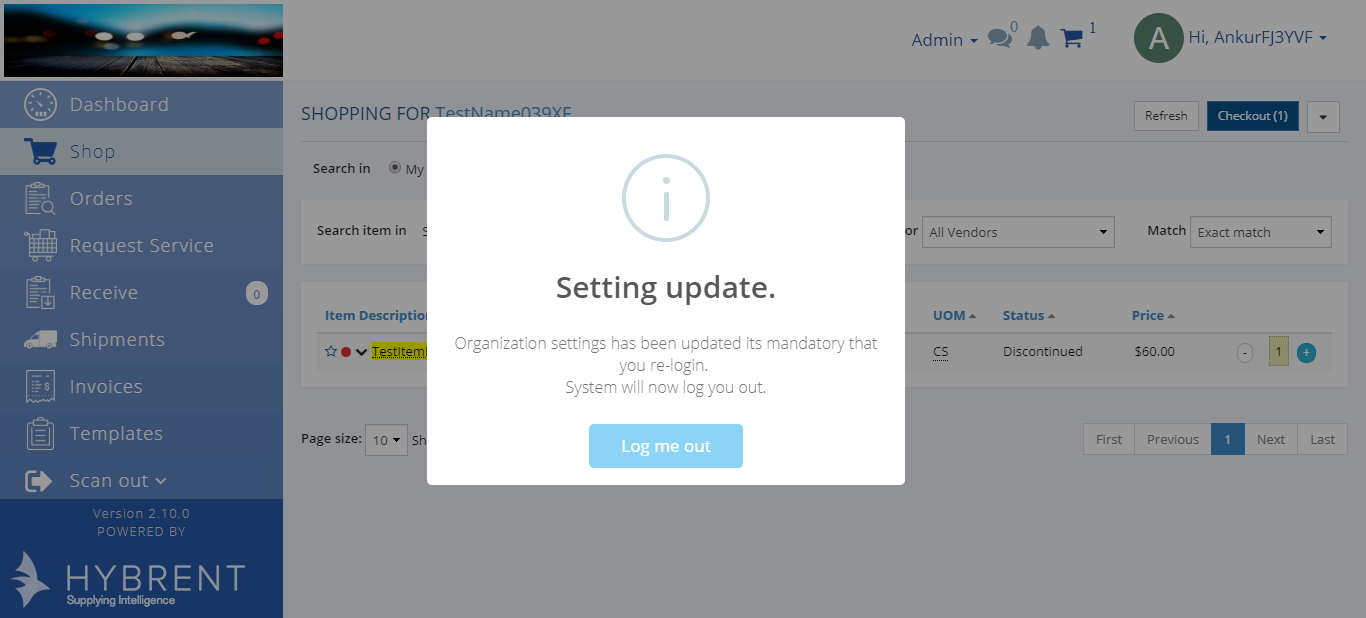 Admin
0
1
A
Hi, AnkurFJ3YVF
Dashboard
Shop
Orders
Request Service
Receive
0
Shipments
Invoices
Templates
Scan out
Version 2.10.0
POWERED BY
HYBRENT
Supplying Intelligence
SHOPPING FOR TestName039XF
Refresh
Checkout (1)
Search in
My
Search item in
or
All Vendors
Match
Exact match
Item Description
UOM
Status
Price
TestItem
CS
Discontinued
$60.00
-
1
+
Page size:
10
Sh
First
Previous
1
Next
Last
i
Setting update.
Organization settings has been updated its mandatory that
you re-login.
System will now log you out.
Log me out